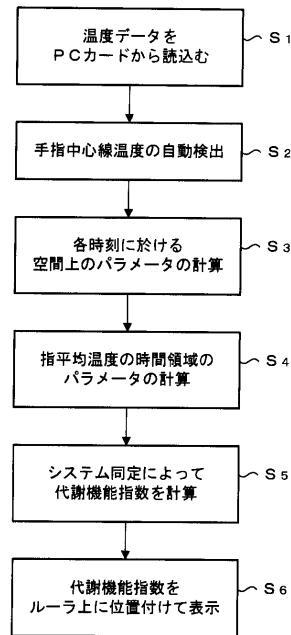 温度データを
PCカードから読込む
S1
手指中心線温度の自動検出
S2
各時刻に於ける
空間上のパラメータの計算
S3
指平均温度の時間領域の
パラメータの計算
S4
システム同定によって
代謝機能指数を計算
S5
代謝機能指数を
ルーラ上に位置付けて表示
S6